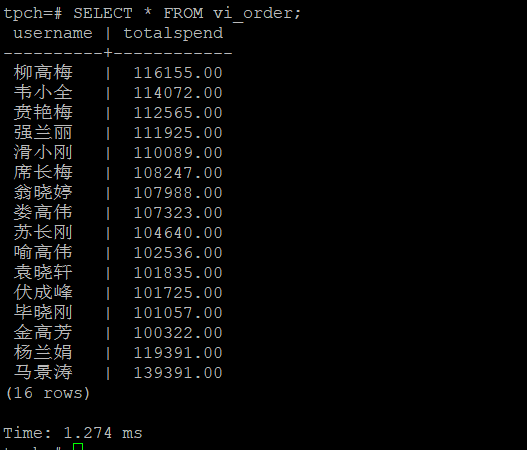 tpch=# SELECT * FROM vi_order;
 username | totalspend
----------+------------
 柳高梅   |  116155.00
 韦小全   |  114072.00
 贲艳梅   |  112565.00
 强兰丽   |  111925.00
 滑小刚   |  110089.00
 席长梅   |  108247.00
 翁晓婷   |  107988.00
 娄高伟   |  107323.00
 苏长刚   |  104640.00
 喻高伟   |  102536.00
 袁晓轩   |  101835.00
 伏成峰   |  101725.00
 毕晓刚   |  101057.00
 金高芳   |  100322.00
 杨兰娟   |  119391.00
 马景涛   |  139391.00
(16 rows)
Time: 1.274 ms